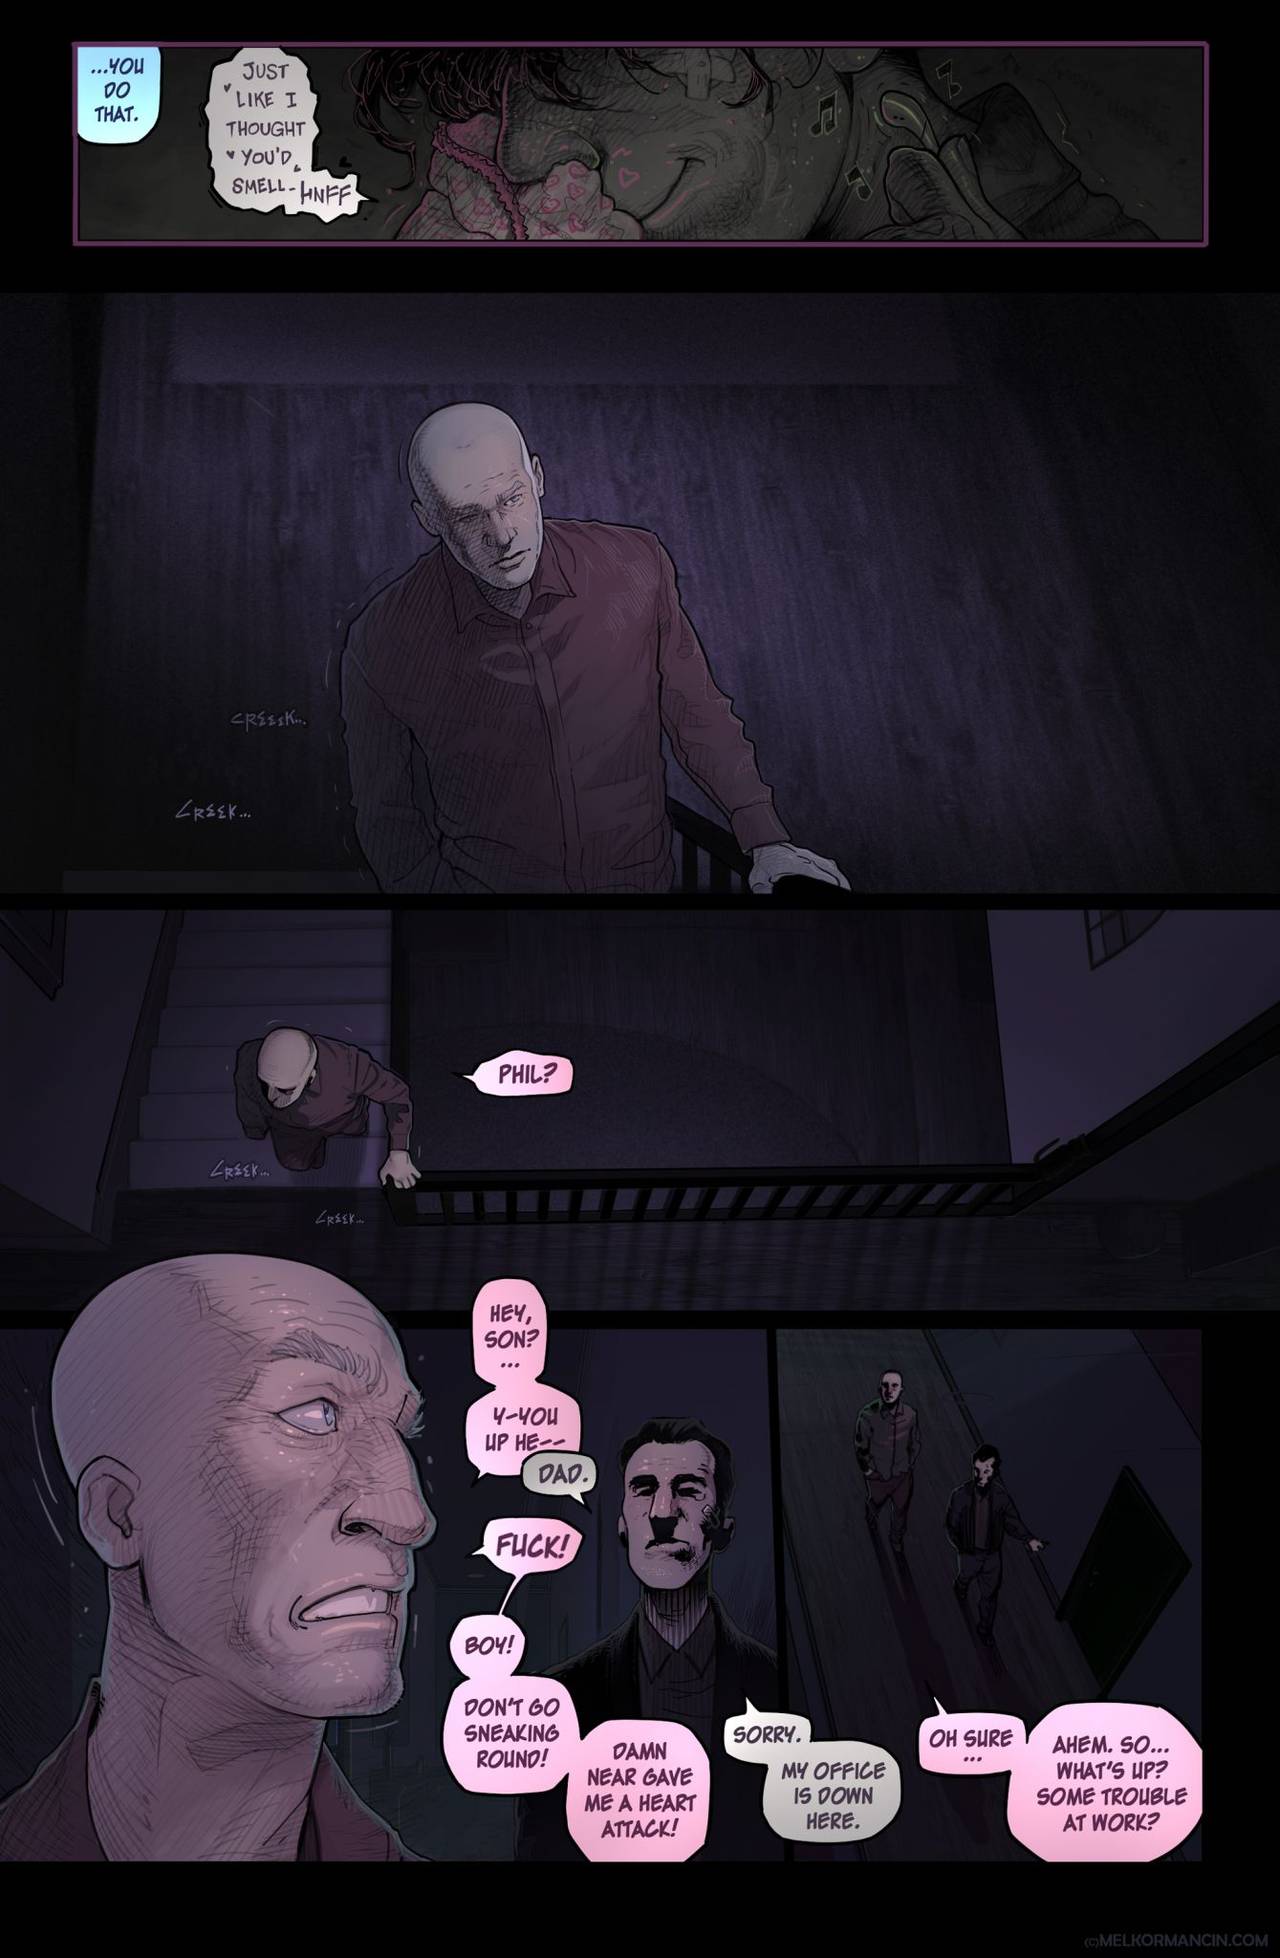 ...YOU
DO
THAT.
JUST
LIKE I
THOUGHT
YOU'D
SMELL-
HNFF
CREEEK...
CREEK...
PHIL?
CREEK...
CREEK...
HEY,
SON?
...
Y-YOU
UP HE--
DAD.
FUCK!
BOY!
DON'T GO
SNEAKING
ROUND!
DAMN
NEAR GAVE
ME A HEART
ATTACK!
SORRY.
MY OFFICE
IS DOWN
HERE.
OH SURE
...
AHEM. SO...
WHAT'S UP?
SOME TROUBLE
AT WORK?
(C)MELKORMANCIN.COM